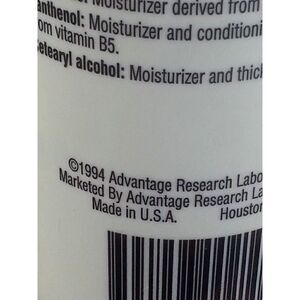 Moisturizer derived from
anthenol: Moisturizer and conditioni
om vitamin B5.
etearyl alcohol: Moisturizer and thick
©1994 Advantage Research Labo
Marketed By Advantage Research La
Made in U.S.A. Houston